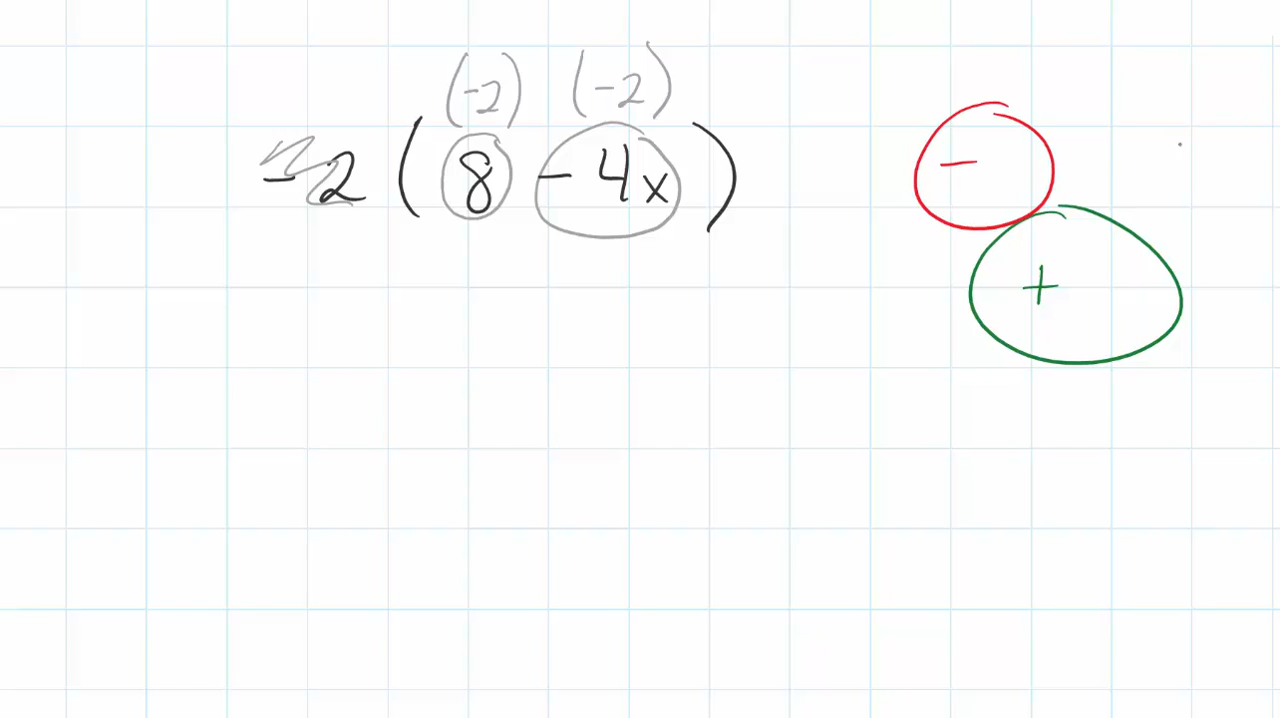 (-2) (-2)
-2 ( 8 - 4x )
-
+